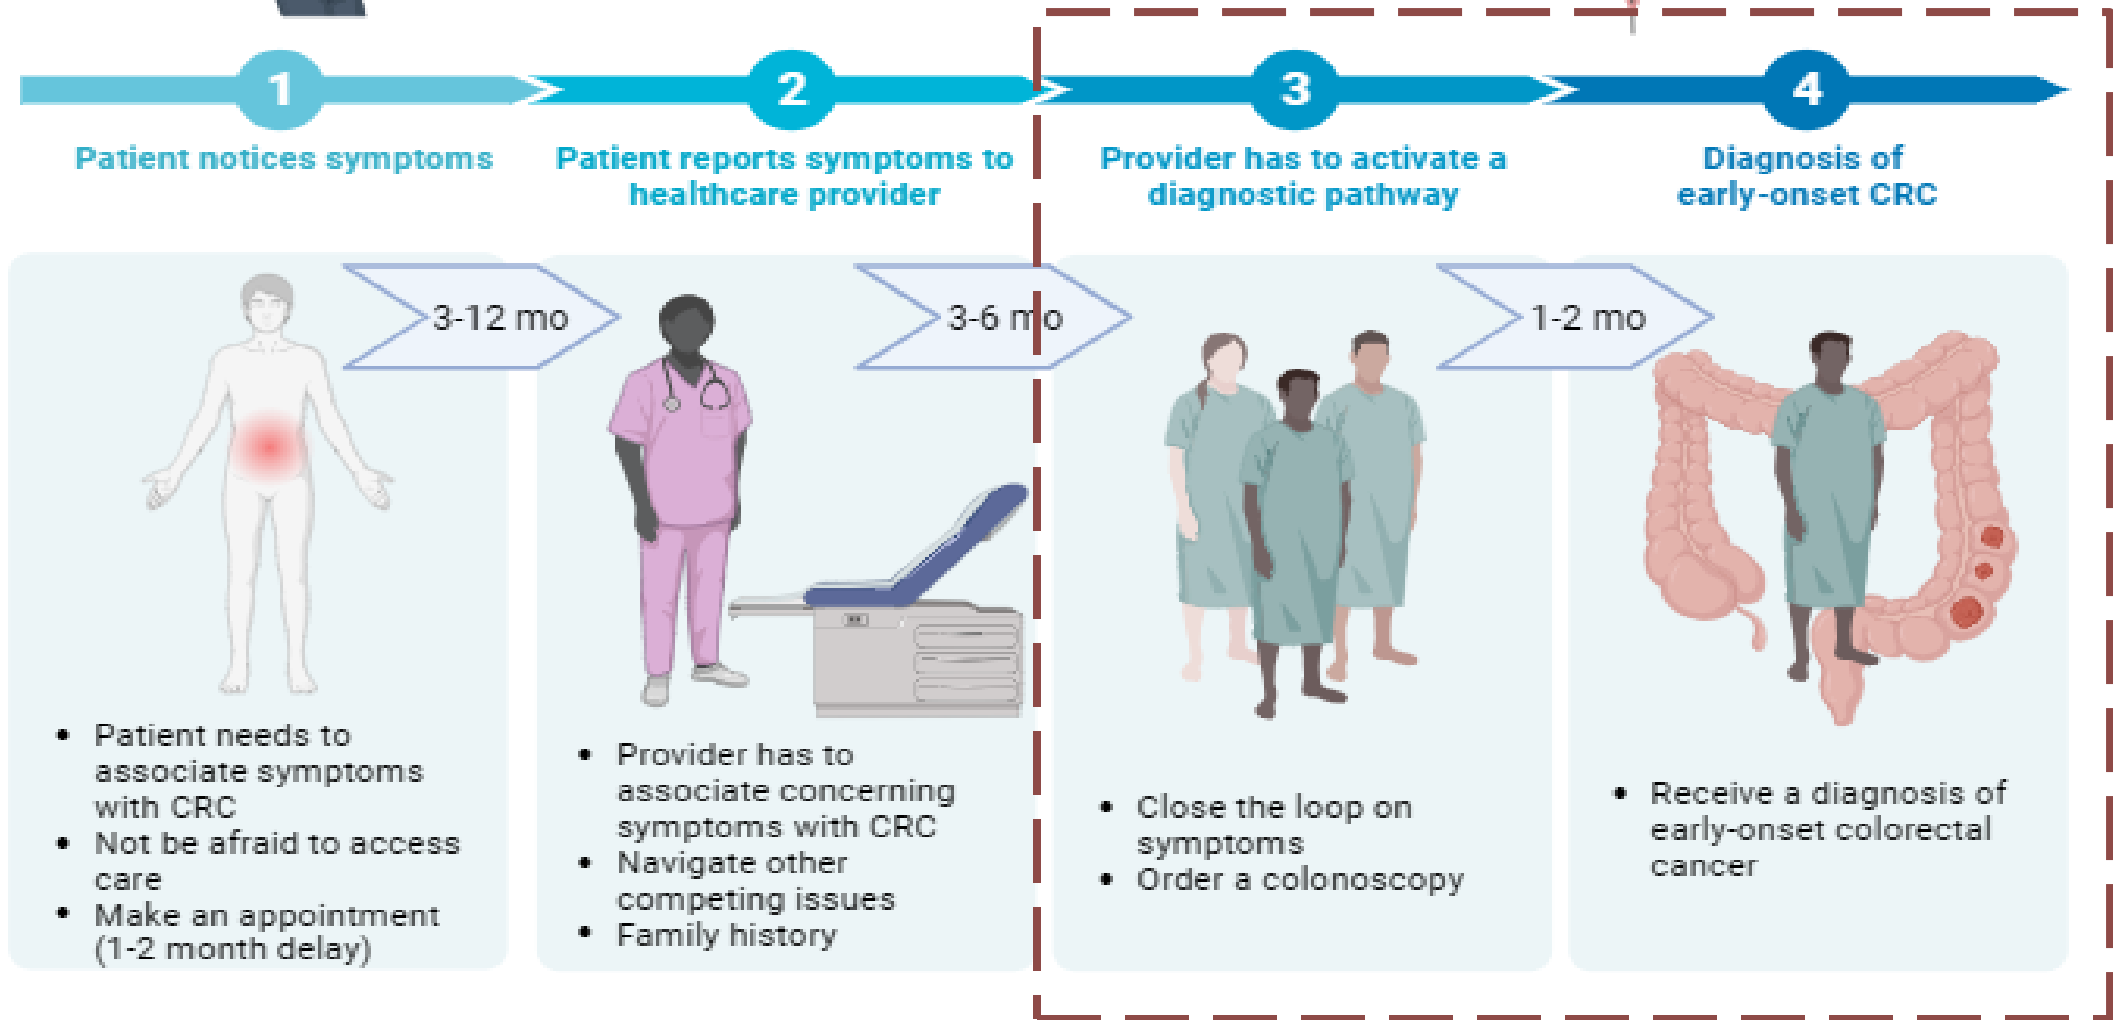 1
2
3
4
Patient notices symptoms
Patient reports symptoms to
healthcare provider
Provider has to activate a
diagnostic pathway
Diagnosis of
early-onset CRC
3-12 mo
3-6 mo
1-2 mo
• Patient needs to
associate symptoms
with CRC
• Not be afraid to access
care
• Make an appointment
(1-2 month delay)
• Provider has to
associate concerning
symptoms with CRC
• Navigate other
competing issues
• Family history
• Close the loop on
symptoms
• Order a colonoscopy
• Receive a diagnosis of
early-onset colorectal
cancer